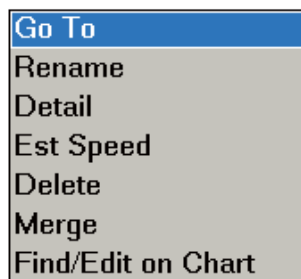 Go To
Rename
Detail
Est Speed
Delete
Merge
Find/Edit on Chart